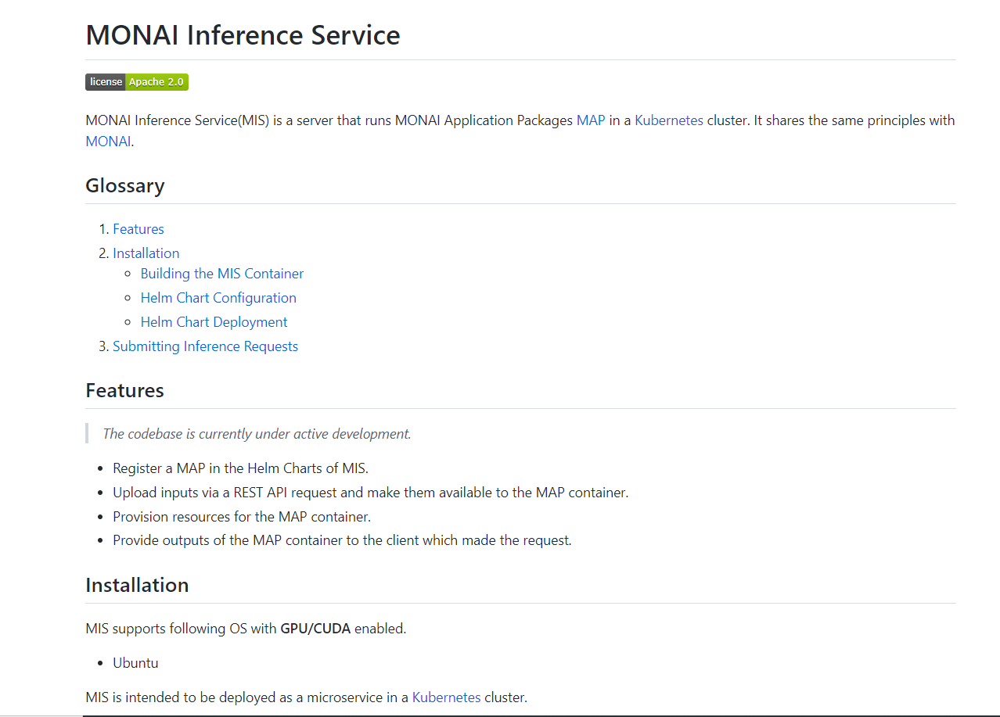 MONAI Inference Service
license Apache 2.0
MONAI Inference Service(MIS) is a server that runs MONAI Application Packages MAP in a Kubernetes cluster. It shares the same principles with
MONAI.
Glossary
1. Features
2. Installation
Building the MIS Container
Helm Chart Configuration
Helm Chart Deployment
3. Submitting Inference Requests
Features
The codebase is currently under active development.
Register a MAP in the Helm Charts of MIS.
Upload inputs via a REST API request and make them available to the MAP container.
Provision resources for the MAP container.
Provide outputs of the MAP container to the client which made the request.
Installation
MIS supports following OS with GPU/CUDA enabled.
Ubuntu
MIS is intended to be deployed as a microservice in a Kubernetes cluster.